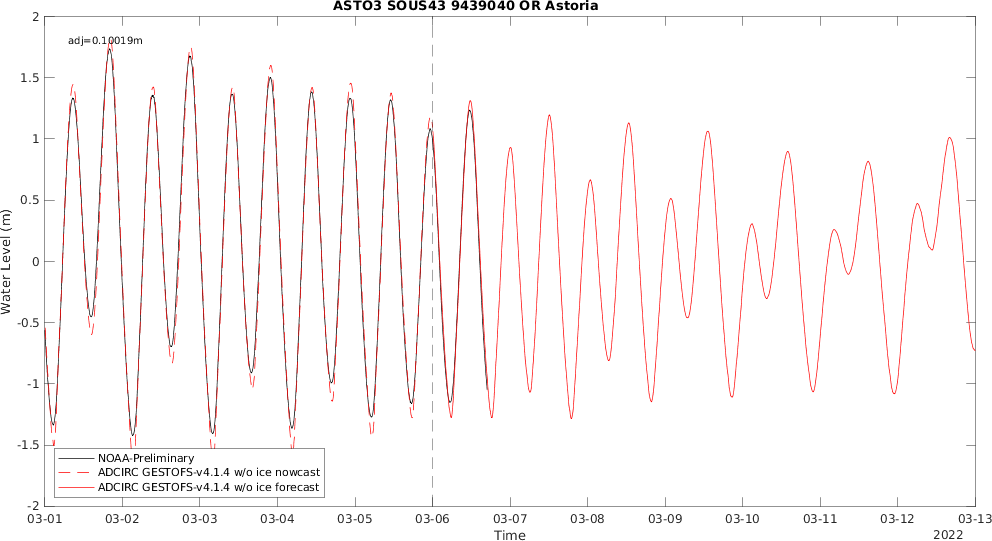 ASTO3 SOUS43 9439040 OR Astoria
adj=0.10019m
2
1.5
1
0.5
0
-0.5
-1
-1.5
-2
Water Level (m)
NOAA-Preliminary
ADCIRC GESTOFS-v4.1.4 w/o ice nowcast
ADCIRC GESTOFS-v4.1.4 w/o ice forecast
03-01 03-02 03-03 03-04 03-05 03-06 03-07 03-08 03-09 03-10 03-11 03-12 03-13
Time
2022